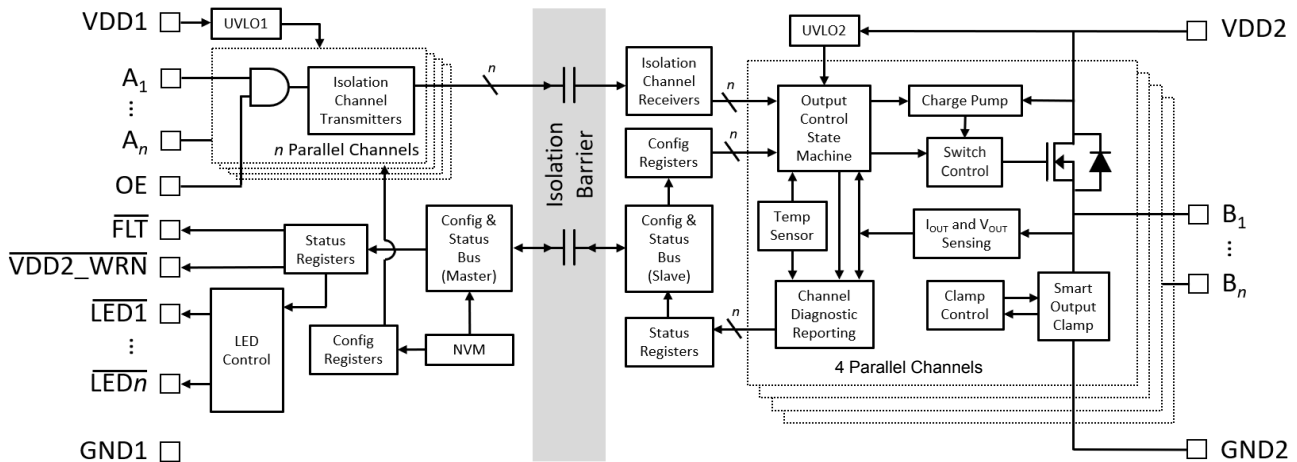 VDD1
UVLO1
A1
⋮
An
OE
Isolation
Channel
Transmitters
n Parallel Channels
n
FLT
VDD2_WRN
LED1
⋮
LEDn
GND1
Status
Registers
LED
Control
Config
Registers
NVM
Config &
Status
Bus
(Master)
Isolation
Barrier
Isolation
Channel
Receivers
n
Config
Registers
n
Config &
Status
Bus
(Slave)
Status
Registers
n
UVLO2
Output
Control
State
Machine
Charge Pump
Switch
Control
Temp
Sensor
IOUT and VOUT
Sensing
Channel
Diagnostic
Reporting
Clamp
Control
Smart
Output
Clamp
4 Parallel Channels
VDD2
B1
⋮
Bn
GND2